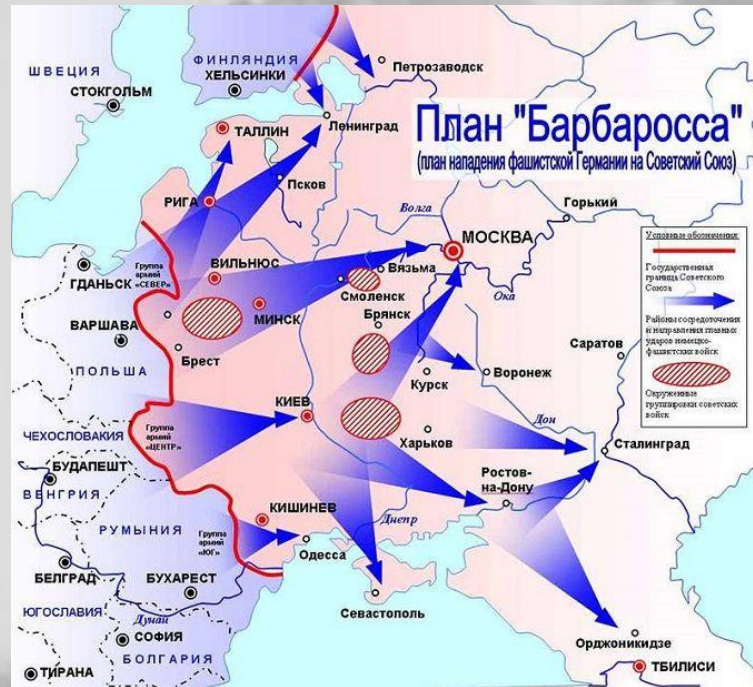 План "Барбаросса"
(план нападения фашистской Германии на Советский Союз)
ШВЕЦИЯ
СТОКГОЛЬМ
ФИНЛЯНДИЯ
ХЕЛЬСИНКИ
Петрозаводск
ТАЛЛИН
Ленинград
Псков
РИГА
Волга
Горький
МОСКВА
Группа
армий
«СЕВЕР»
ВИЛЬНЮС
Вязьма
Ока
ГДАНЬСК
Смоленск
МИНСК
Брянск
ВАРШАВА
Брест
ПОЛЬША
Курск
Воронеж
Саратов
КИЕВ
Дон
Группа
армий
«ЦЕНТР»
ЧЕХОСЛОВАКИЯ
Харьков
Сталинград
БУДАПЕШТ
Ростов-
на-Дону
ВЕНГРИЯ
КИШИНЕВ
Днепр
РУМЫНИЯ
Группа
армий
«ЮГ»
Одесса
БЕЛГРАД
БУХАРЕСТ
Севастополь
ЮГОСЛАВИЯ
Дунай
СОФИЯ
Орджоникидзе
БОЛГАРИЯ
ТИРАНА
ТБИЛИСИ
Условные обозначения:
Государственная
граница Советского
Союза
Районы сосредоточения
и направления главных
ударов немецко-
фашистских войск
Окруженные
группировки советских
войск